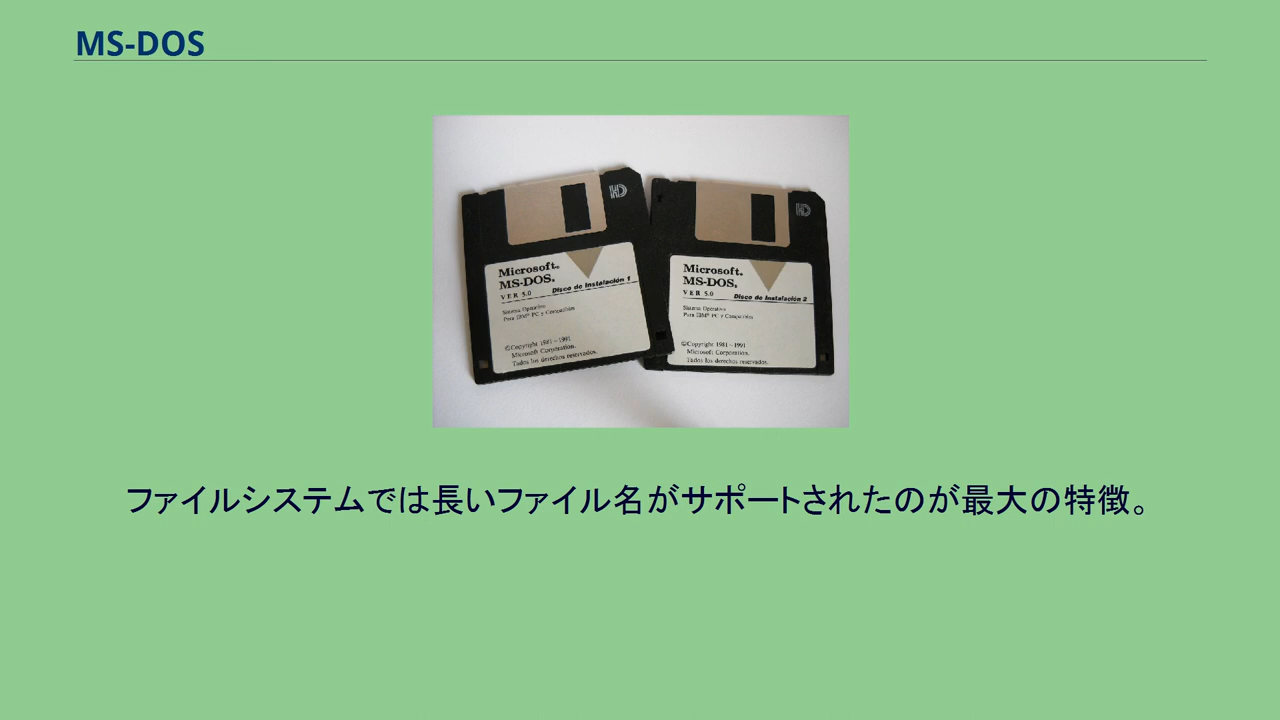 MS-DOS
HD
HD
Microsoft.
MS-DOS.
VER 5.0 Disco de Instalación 1
Sistema Operativo
Para IBM® PC y Compatibles
©Copyright 1981-1991
Microsoft Corporation.
Todos los derechos reservados.
Microsoft.
MS-DOS.
VER 5.0 Disco de Instalación 2
Sistema Operativo
Para IBM® PC y Compatibles
©Copyright 1981-1991
Microsoft Corporation.
Todos los derechos reservados.
ファイルシステムでは長いファイル名がサポートされたのが最大の特徴。